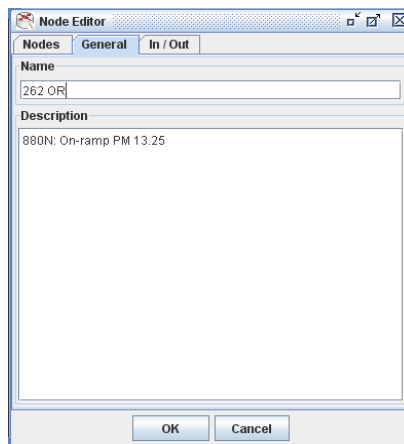 Node Editor
Nodes General In / Out
Name
262 OR
Description
880N: On-ramp PM 13.25
OK Cancel